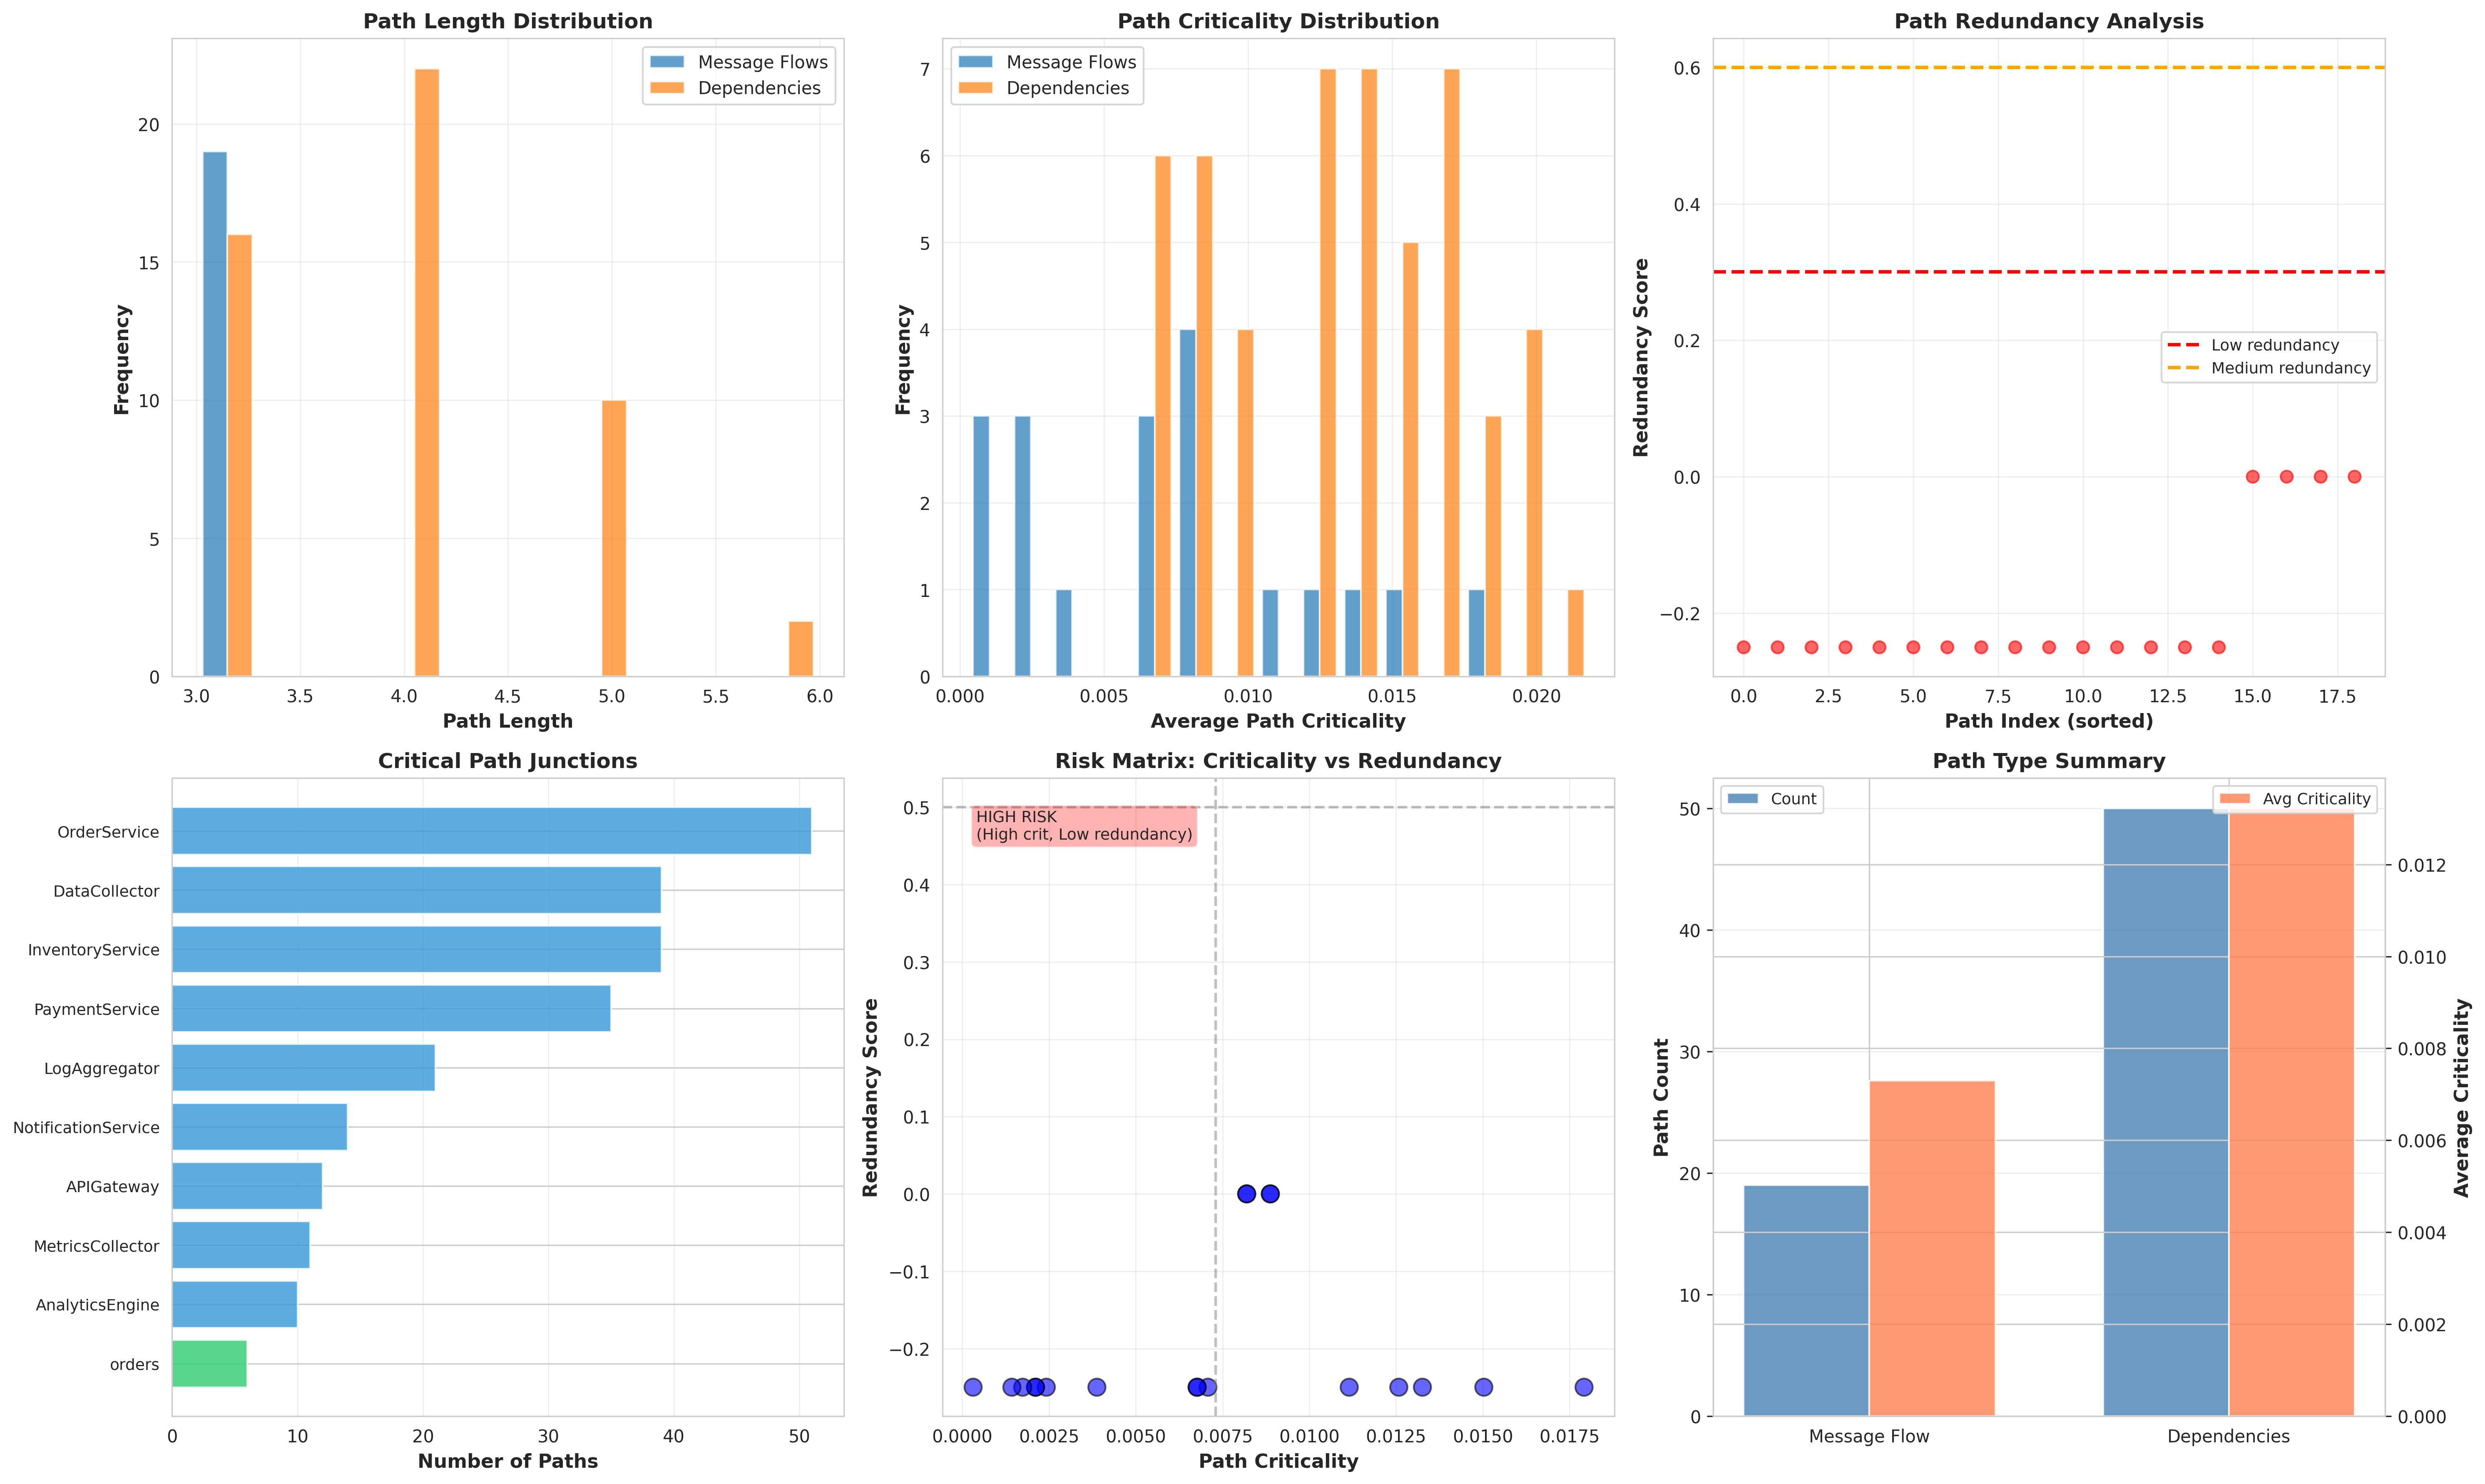 Path Length Distribution
Message Flows
Dependencies
20
15
10
5
0
Frequency
3.0 3.5 4.0 4.5 5.0 5.5 6.0
Path Length
Path Criticality Distribution
Message Flows
Dependencies
7
6
5
4
3
2
1
0
Frequency
0.000 0.005 0.010 0.015 0.020
Average Path Criticality
Path Redundancy Analysis
0.6
0.4
0.2
0.0
−0.2
Redundancy Score
Low redundancy
Medium redundancy
0.0 2.5 5.0 7.5 10.0 12.5 15.0 17.5
Path Index (sorted)
Critical Path Junctions
OrderService
DataCollector
InventoryService
PaymentService
LogAggregator
NotificationService
APIGateway
MetricsCollector
AnalyticsEngine
orders
0 10 20 30 40 50
Number of Paths
Risk Matrix: Criticality vs Redundancy
HIGH RISK
(High crit, Low redundancy)
0.5
0.4
0.3
0.2
0.1
0.0
−0.1
−0.2
Redundancy Score
0.0000 0.0025 0.0050 0.0075 0.0100 0.0125 0.0150 0.0175
Path Criticality
Path Type Summary
Count
Avg Criticality
50
40
30
20
10
0
Path Count
0.012
0.010
0.008
0.006
0.004
0.002
0.000
Average Criticality
Message Flow Dependencies